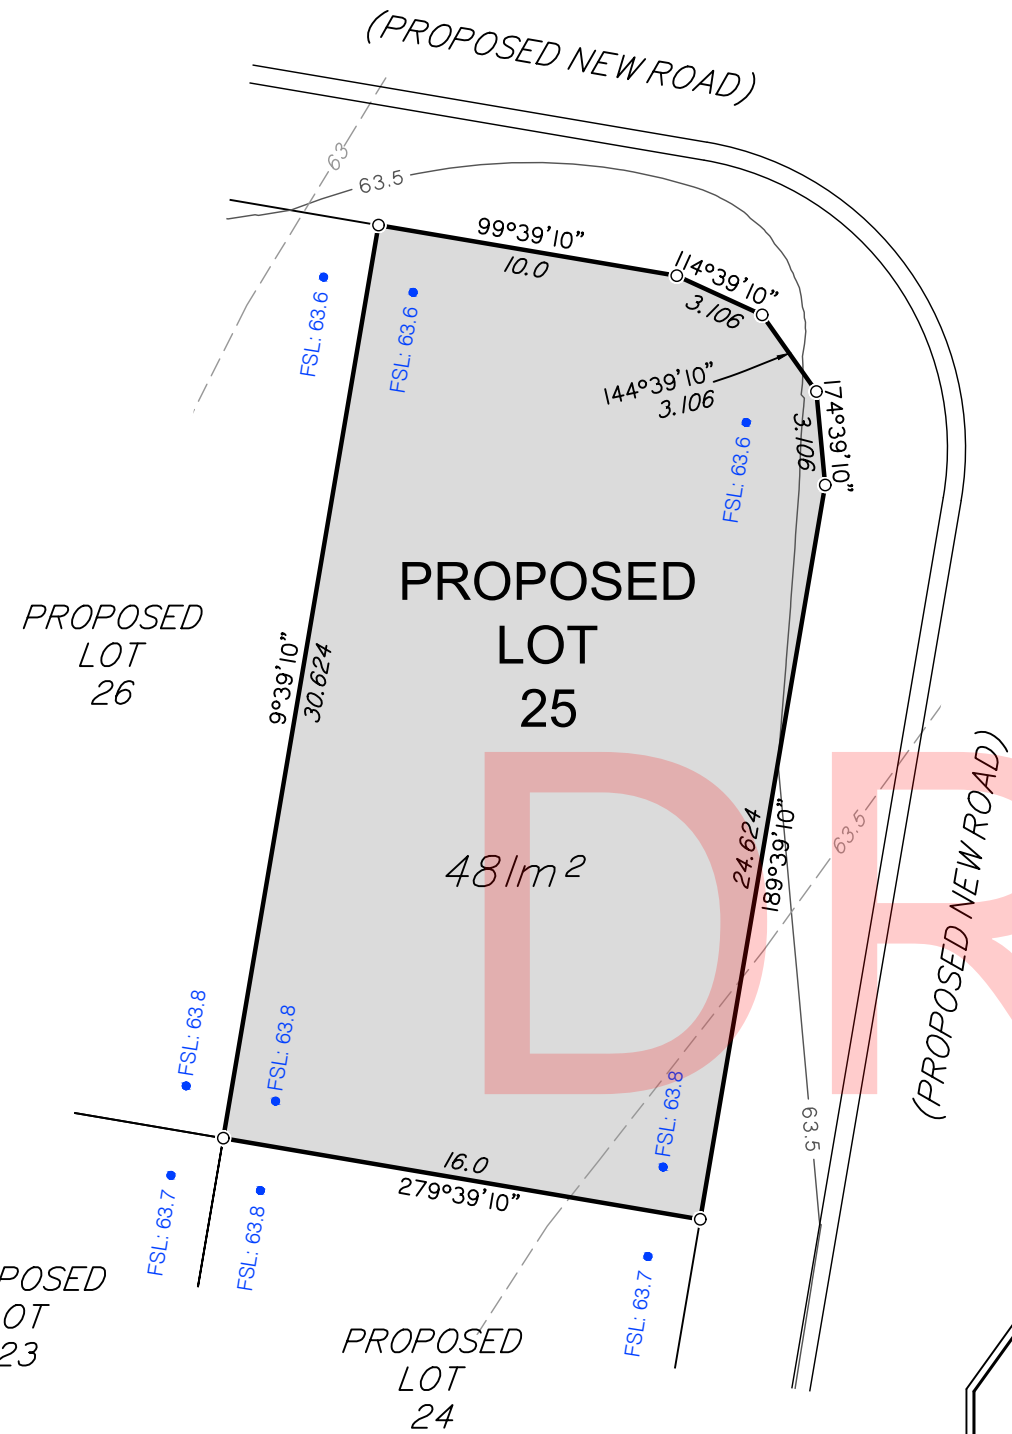 (PROPOSED NEW ROAD)
63
63.5
99°39'10"
10.0
114°39'10"
3.106
FSL: 63.6
FSL: 63.6
144°39'10"
3.106
174°39'10"
3.106
FSL: 63.6
PROPOSED
LOT
25
PROPOSED
LOT
26
9°39'10"
30.624
481m²
24.624
189°39'10"
63.5
(PROPOSED NEW ROAD)
DR
FSL: 63.8
FSL: 63.8
FSL: 63.8
63.5
16.0
279°39'10"
FSL: 63.7
FSL: 63.8
FSL: 63.7
POSED
OT
23
PROPOSED
LOT
24